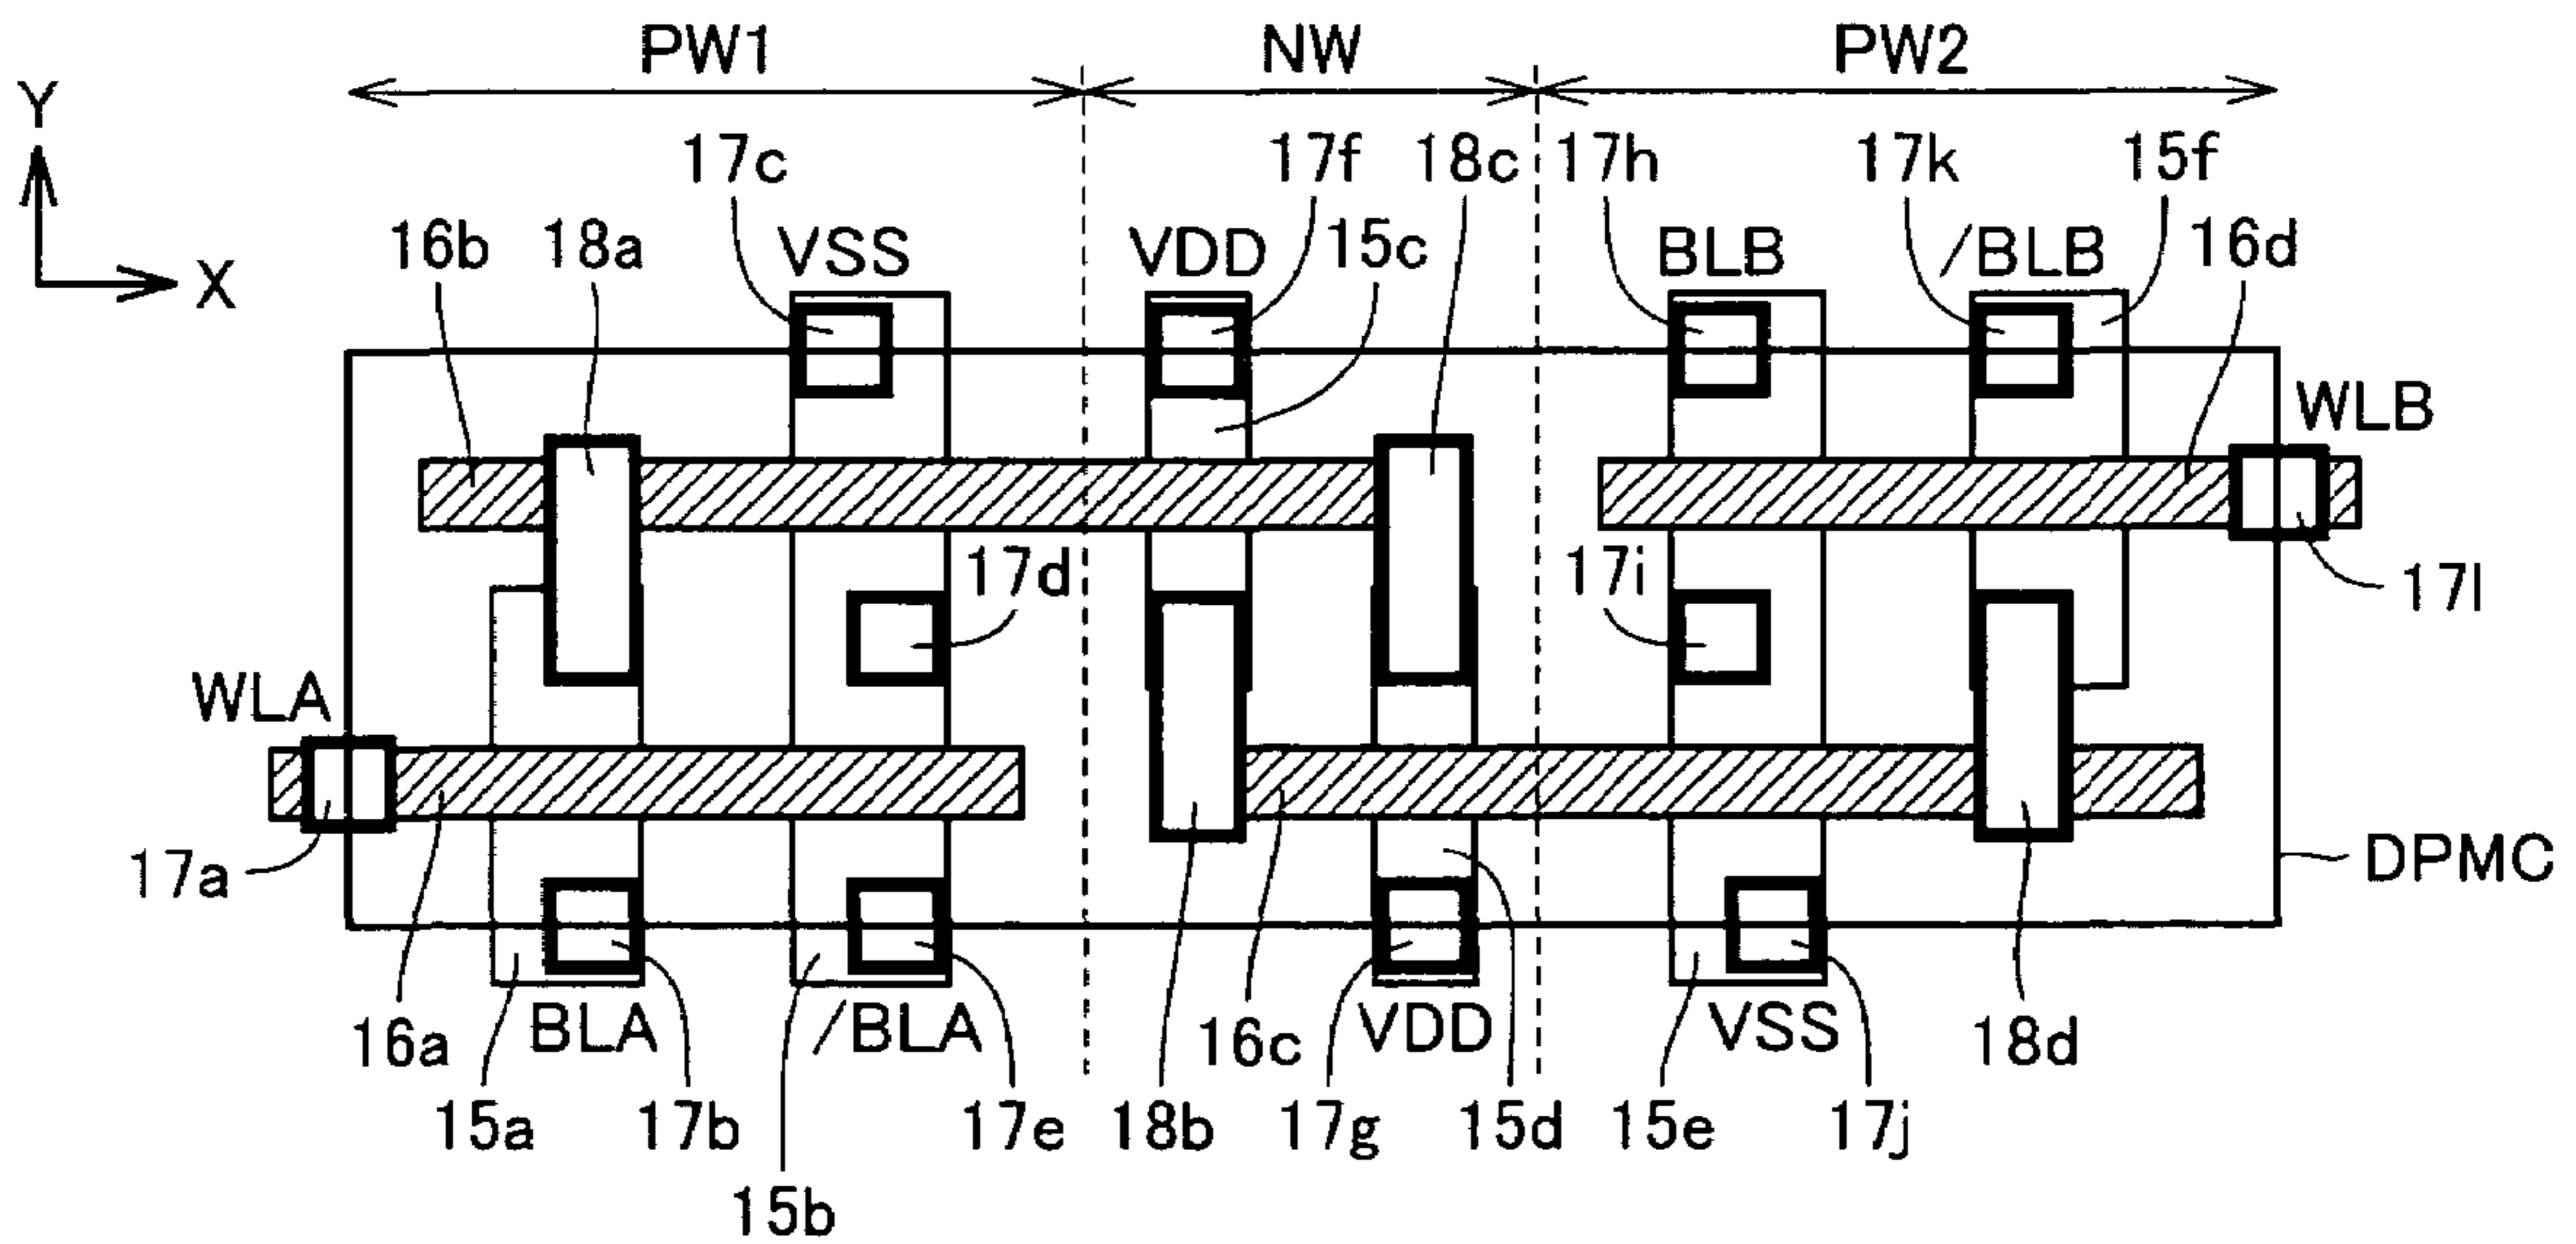 PW1 NW PW2
Y
17c 17f 18c 17h 17k 15f
16b 18a VSS VDD 15c BLB /BLB 16d
X
WLB
17d 17i 17l
WLA
17a DPMC
16a BLA /BLA 16c VDD VSS 18d
15a 17b 17e 18b 17g 15d 15e 17j
15b